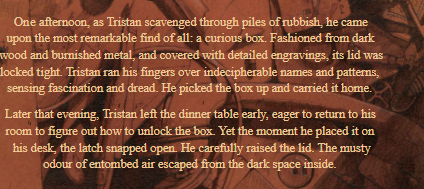 One afternoon, as Tristan scavenged through piles of rubbish, he came
upon the most remarkable find of all: a curious box. Fashioned from dark
wood and burnished metal, and covered with detailed engravings, its lid was
locked tight. Tristan ran his fingers over indecipherable names and patterns,
sensing fascination and dread. He picked the box up and carried it home.
Later that evening, Tristan left the dinner table early, eager to return to his
room to figure out how to unlock the box. Yet the moment he placed it on
his desk, the latch snapped open. He carefully raised the lid. The musty
odour of entombed air escaped from the dark space inside.